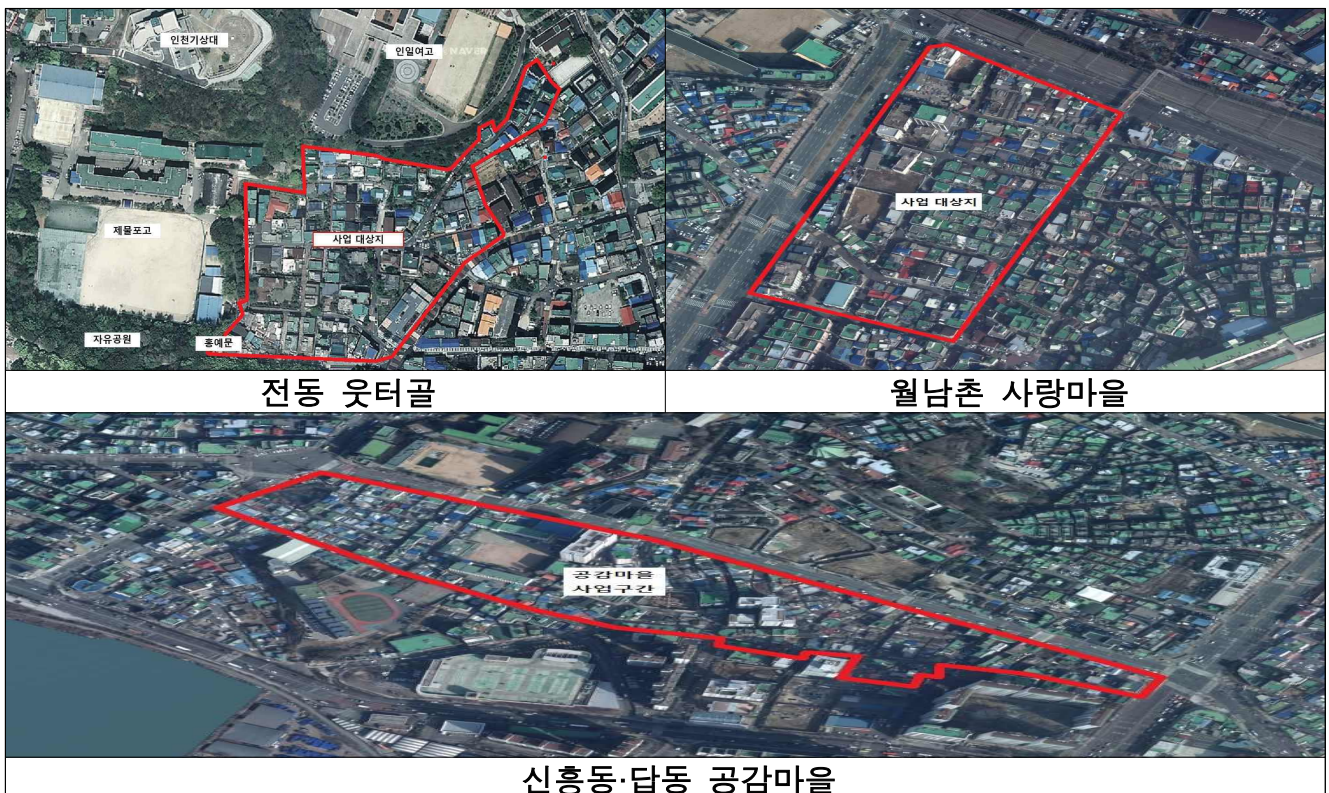 인천기상대
인일여고
NAVER
제물포고
사업 대상지
자유공원
홍예문
사업 대상지
전동 웃터골
월남촌 사랑마을
공감마을
사업구간
신흥동·답동 공감마을